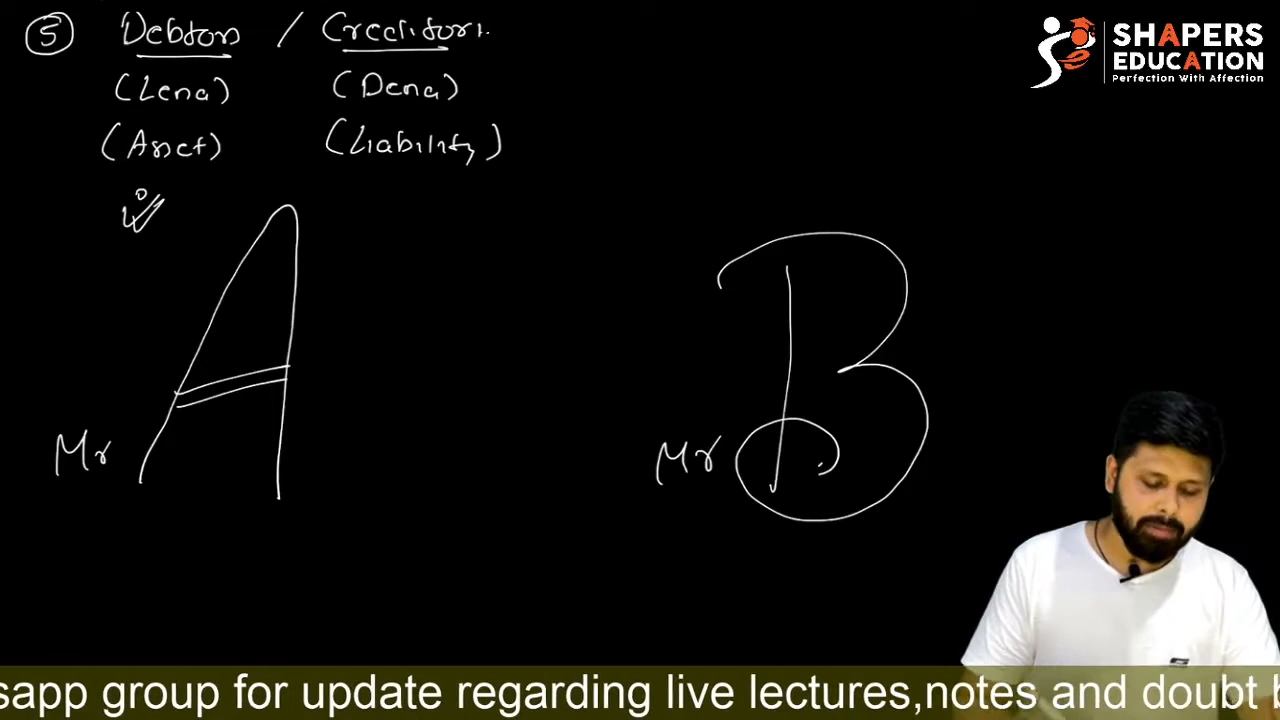 5 Debtors / Creditors.
(Lena) (Dena)
(Asset) (Liability)
Mr A Mr B
SHAPERS
EDUCATION
Perfection With Affection
sapp group for update regarding live lectures,notes and doubt b